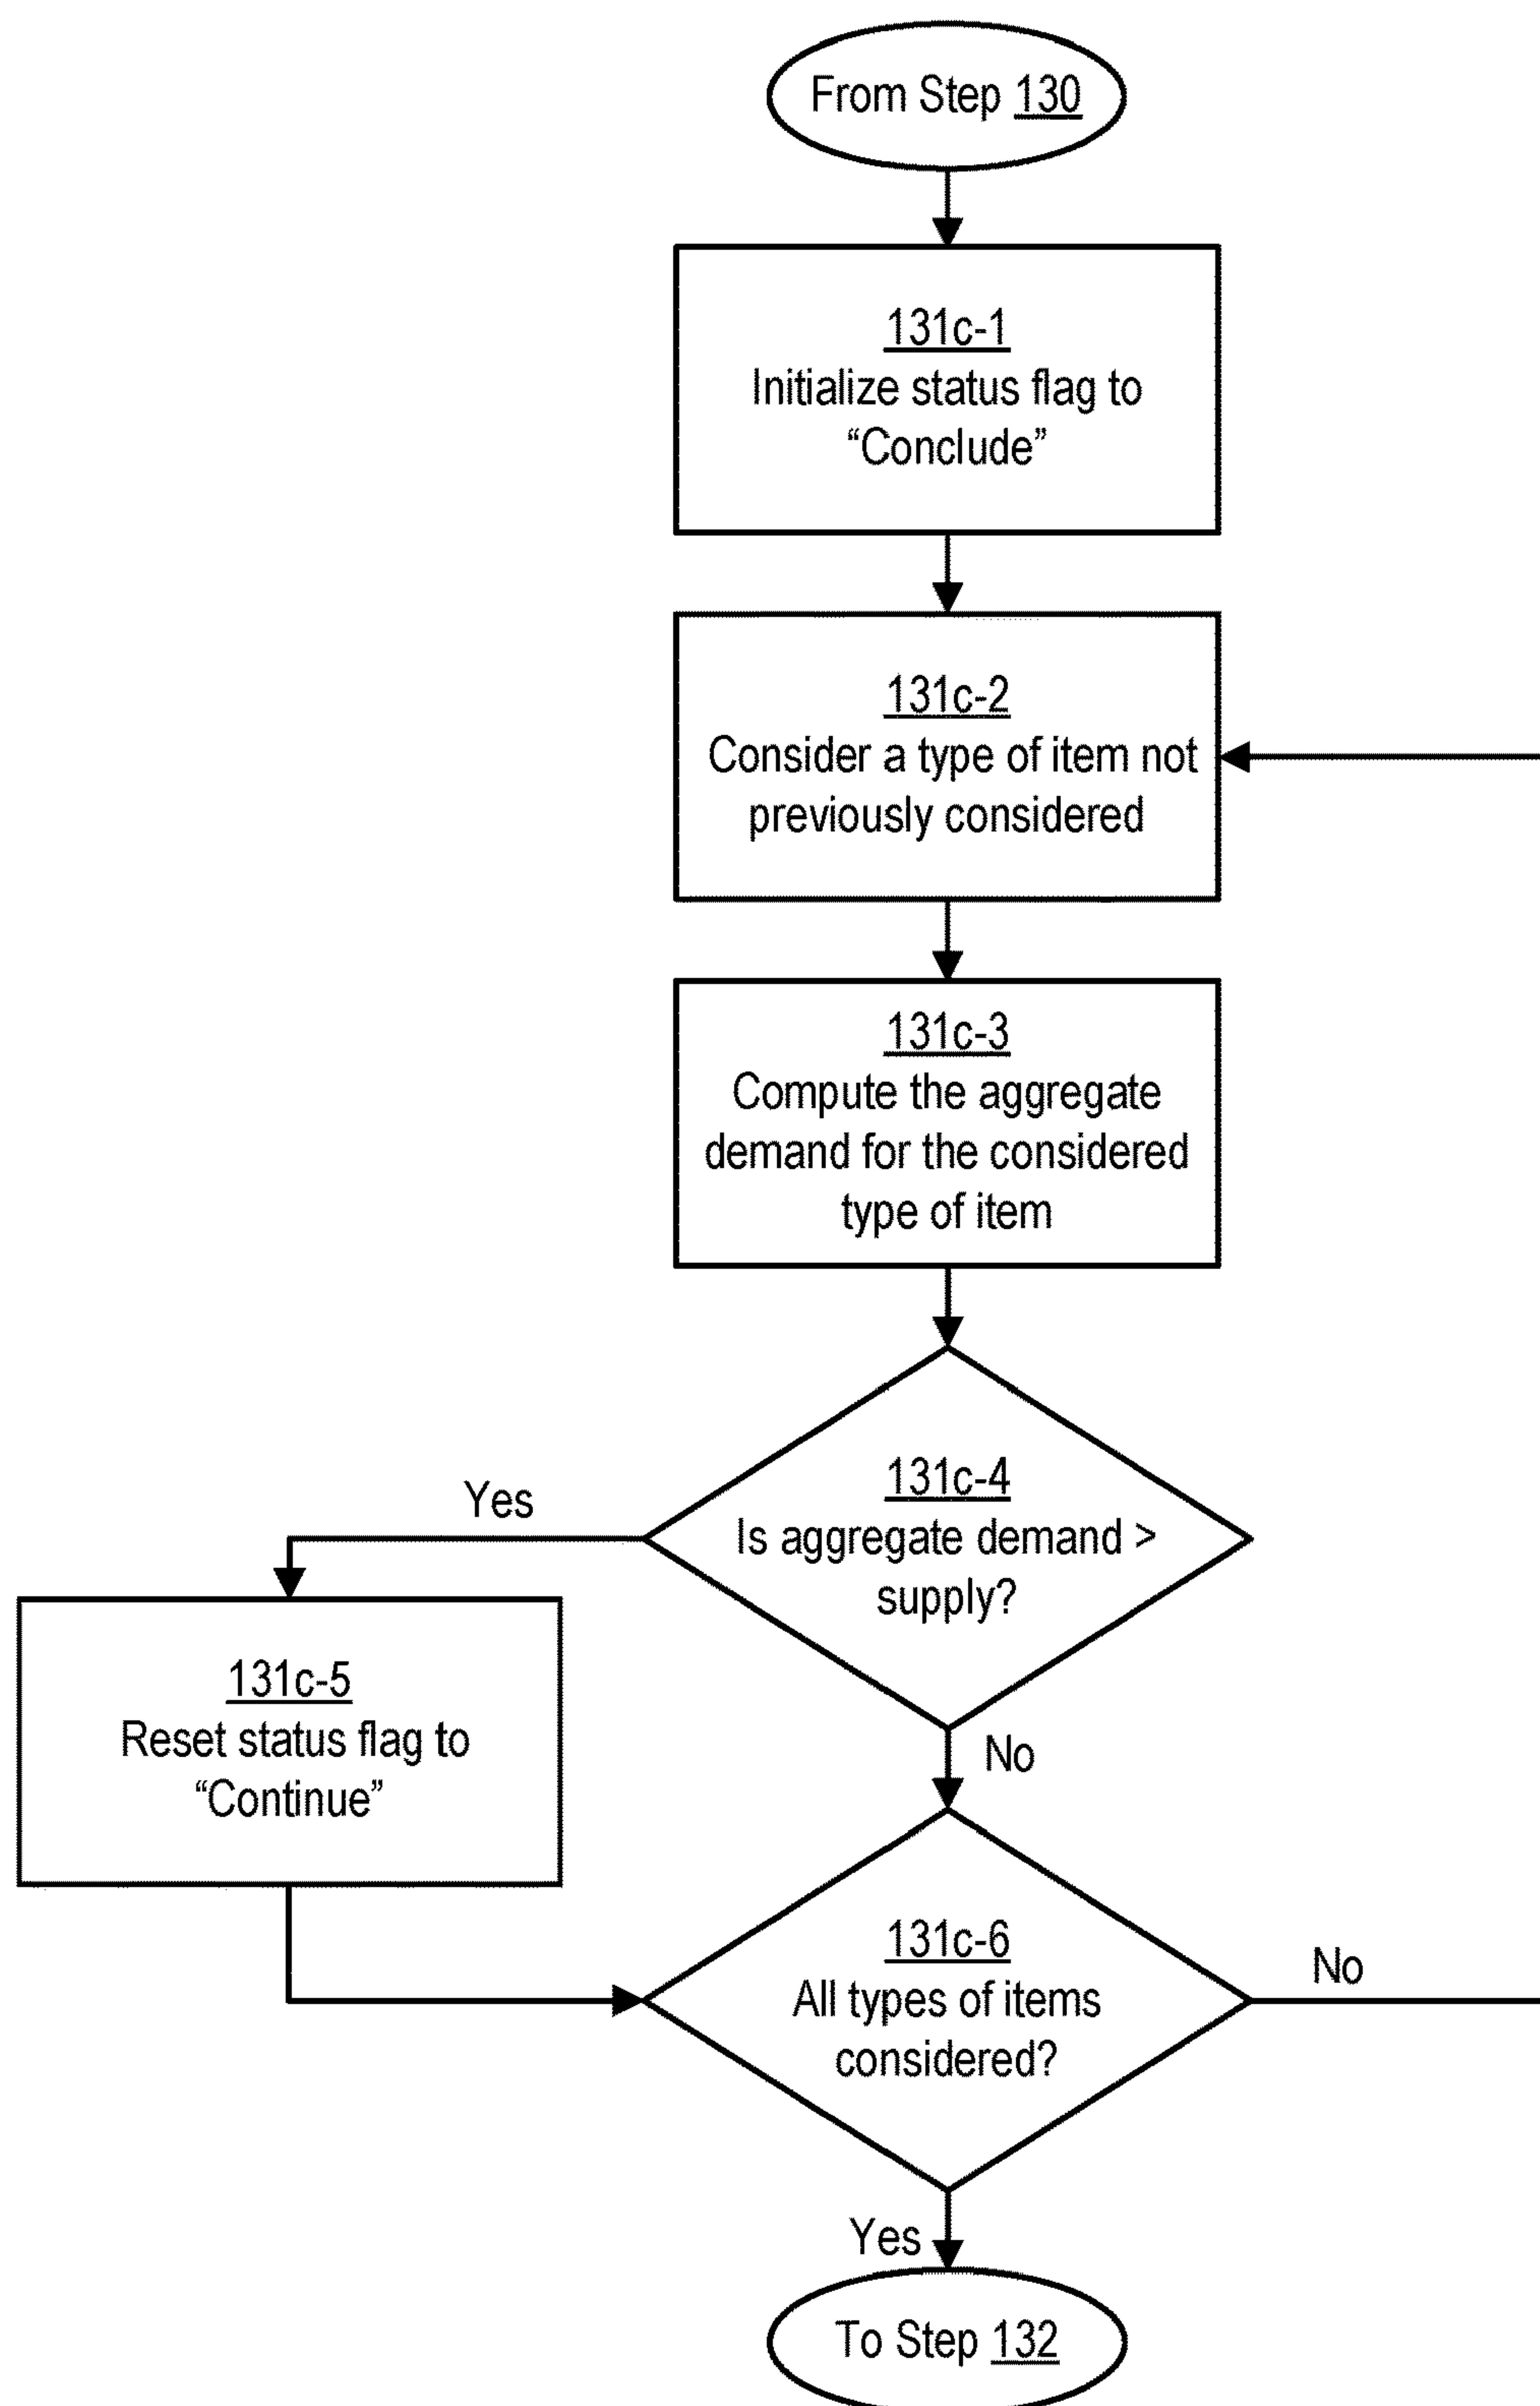 From Step 130
131c-1
Initialize status flag to
“Conclude”
131c-2
Consider a type of item not
previously considered
131c-3
Compute the aggregate
demand for the considered
type of item
131c-4
Is aggregate demand >
supply?
Yes
131c-5
Reset status flag to
“Continue”
No
131c-6
All types of items
considered?
No
Yes
To Step 132